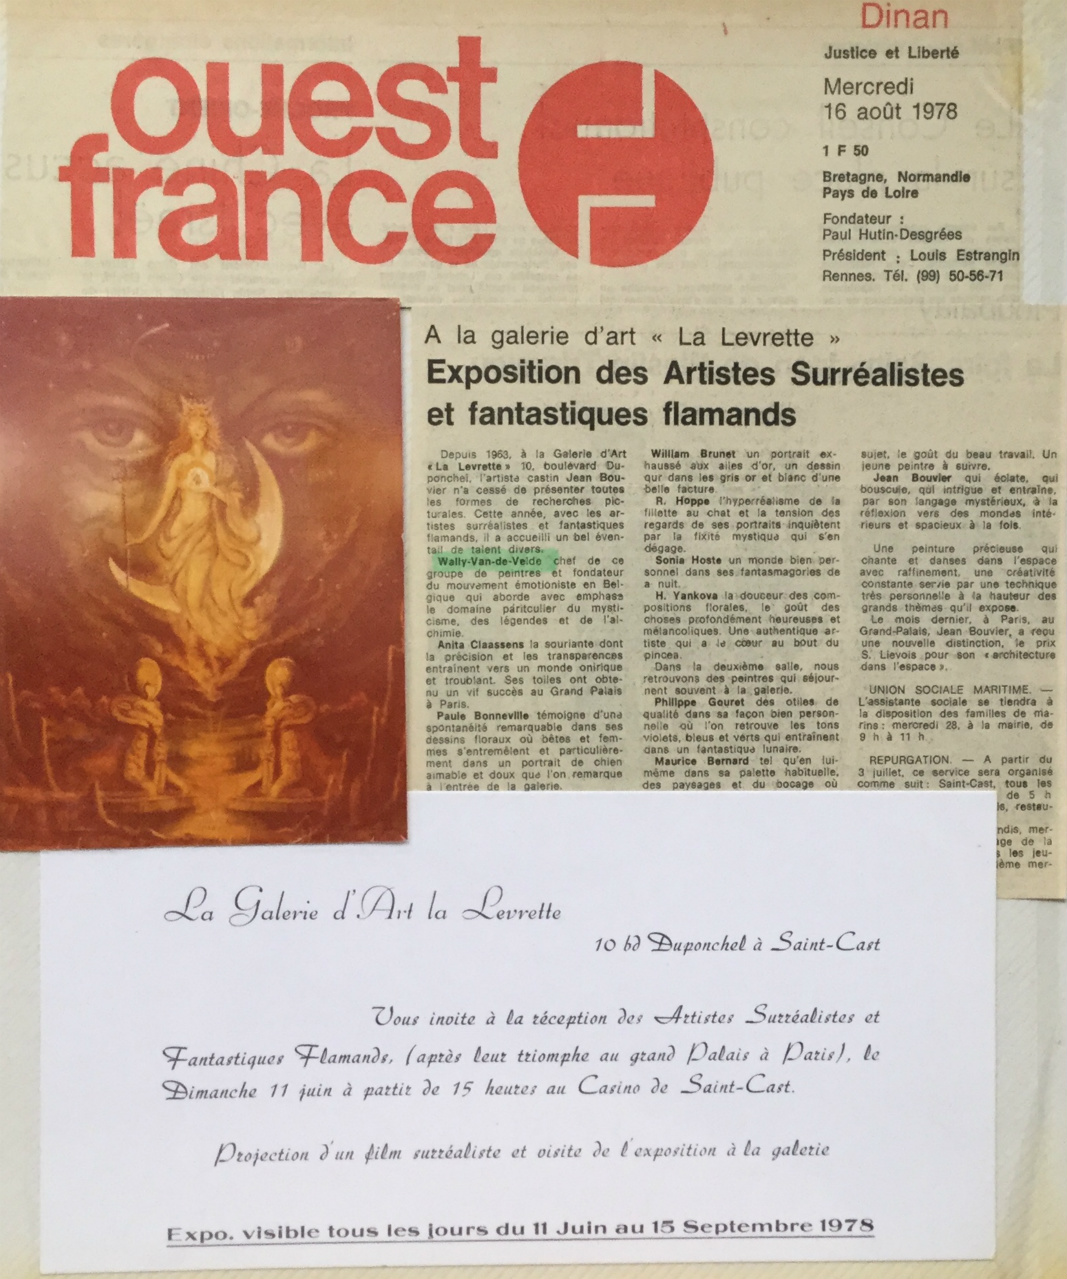 ouest
france
Dinan
Justice et Liberté
Mercredi
16 août 1978
1 F 50
Bretagne, Normandie
Pays de Loire
Fondateur :
Paul Hutin-Desgrées
Président : Louis Estrangin
Rennes. Tél. (99) 50-56-71
A la galerie d'art « La Levrette »
Exposition des Artistes Surréalistes
et fantastiques flamands
Depuis 1963, à la Galerie d'Art
« La Levrette » 10, boulevard Du-
ponchel, l'artiste castin Jean Bou-
vier n'a cessé de présenter toutes
les formes de recherches pic-
turales. Cette année, avec les ar-
tistes surréalistes et fantastiques
flamands, il a accueilli un bel éven-
tail de talent divers.
Wally-Van-de-Velde chef de ce
groupe de peintres et fondateur
du mouvement émotioniste en Bel-
gique qui aborde avec emphase
le domaine páritculier du mysti-
cisme, des légendes et de l'al-
chimie.
Anita Claassens la souriante dont
la précision et les transparences
entraînent vers un monde onirique
et troublant. Ses toiles ont obte-
nu un vif succès au Grand Palais
à Paris.
Paule Bonneville témoigne d'une
spontanéité remarquable dans ses
dessins floraux où bêtes et fem-
mes s'entremêlent et particulière-
ment dans un portrait de chien
aimable et doux que l'on remarque
à l'entrée de la galerie.
William Brunet un portrait ex-
haussé aux ailes d'or, un dessin
qur dans les gris or et blanc d'une
belle facture.
R. Hoppe l'hyperréalisme de la
fillette au chat et la tension des
regards de ses portraits inquiètent
par la fixité mystique qui s'en
dégage.
Sonia Hoste un monde bien per-
sonnel dans ses fantasmagories de
a nuit.
H. Yankova la douceur des com-
positions florales, le goût des
choses profondément heureuses et
mélancoliques. Une authentique ar-
tiste qui a le cœur au bout du
pincea.
Dans la deuxième salle, nous
retrouvons des peintres qui séjour-
nent souvent à la galerie.
Philippe Gouret des otiles de
qualité dans sa façon bien person-
nelle où l'on retrouve les tons
violets, bleus et verts qui entraînent
dans un fantastique lunaire.
Maurice Bernard tel qu'en lui-
même dans sa palette habituelle,
des paysages et du bocage où
sujet, le goût du beau travail. Un
jeune peintre à suivre.
Jean Bouvier qui éclate, qui
bouscule, qui intrigue et entraîne,
par son langage mystérieux, à la
réflexion vers des mondes inté-
rieurs et spacieux à la fois.
Une peinture précieuse qui
chante et danses dans l'espace
avec raffinement, une créativité
constante servie par une technique
très personnelle à la hauteur des
grands thèmes qu'il expose.
Le mois dernier, à Paris, au
Grand-Palais, Jean Bouvier, a reçu
une nouvelle distinction, le prix
S. Lievois pour son « architecture
dans l'espace ».
UNION SOCIALE MARITIME. —
L'assistante sociale se tiendra à
la disposition des familles de ma-
rins : mercredi 28, à la mairie, de
9 h à 11 h
REPURGATION. — A partir du
3 juillet, ce service sera organisé
comme suit : Saint-Cast, tous les
de 5 h
restau-
ndis, mer-
age de la
les jeu-
ième mer-
La Galerie d'Art la Levrette
10 bd Duponchel à Saint-Cast
Vous invite à la réception des Artistes Surréalistes et
Fantastiques Flamands, (après leur triomphe au grand Palais à Paris), le
Dimanche 11 juin à partir de 15 heures au Casino de Saint-Cast.
Projection d'un film surréaliste et visite de l'exposition à la galerie
Expo. visible tous les jours du 11 Juin au 15 Septembre 1978